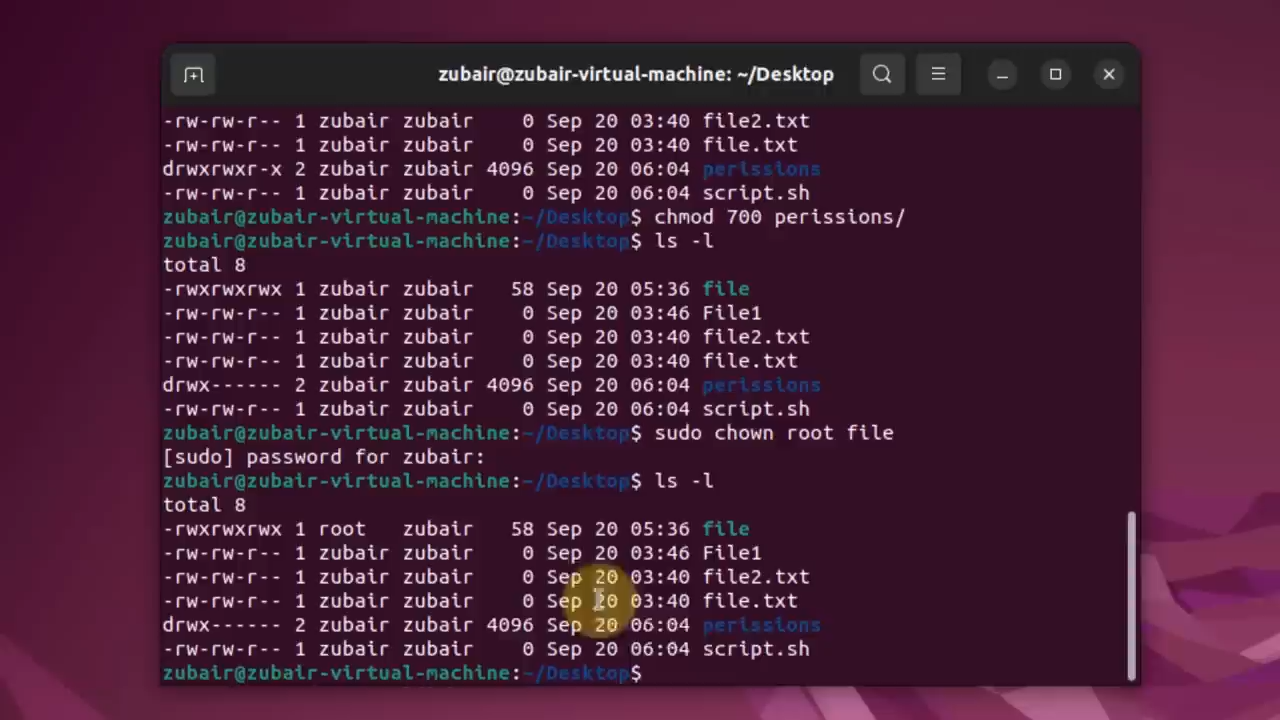 zubair@zubair-virtual-machine: ~/Desktop
-rw-rw-r-- 1 zubair zubair    0 Sep 20 03:40 file2.txt
-rw-rw-r-- 1 zubair zubair    0 Sep 20 03:40 file.txt
drwxrwxr-x 2 zubair zubair 4096 Sep 20 06:04 perissions
-rw-rw-r-- 1 zubair zubair    0 Sep 20 06:04 script.sh
zubair@zubair-virtual-machine:~/Desktop$ chmod 700 perissions/
zubair@zubair-virtual-machine:~/Desktop$ ls -l
total 8
-rwxrwxrwx 1 zubair zubair   58 Sep 20 05:36 file
-rw-rw-r-- 1 zubair zubair    0 Sep 20 03:46 File1
-rw-rw-r-- 1 zubair zubair    0 Sep 20 03:40 file2.txt
-rw-rw-r-- 1 zubair zubair    0 Sep 20 03:40 file.txt
drwx------ 2 zubair zubair 4096 Sep 20 06:04 perissions
-rw-rw-r-- 1 zubair zubair    0 Sep 20 06:04 script.sh
zubair@zubair-virtual-machine:~/Desktop$ sudo chown root file
[sudo] password for zubair:
zubair@zubair-virtual-machine:~/Desktop$ ls -l
total 8
-rwxrwxrwx 1 root   zubair   58 Sep 20 05:36 file
-rw-rw-r-- 1 zubair zubair    0 Sep 20 03:46 File1
-rw-rw-r-- 1 zubair zubair    0 Sep 20 03:40 file2.txt
-rw-rw-r-- 1 zubair zubair    0 Sep 20 03:40 file.txt
drwx------ 2 zubair zubair 4096 Sep 20 06:04 perissions
-rw-rw-r-- 1 zubair zubair    0 Sep 20 06:04 script.sh
zubair@zubair-virtual-machine:~/Desktop$